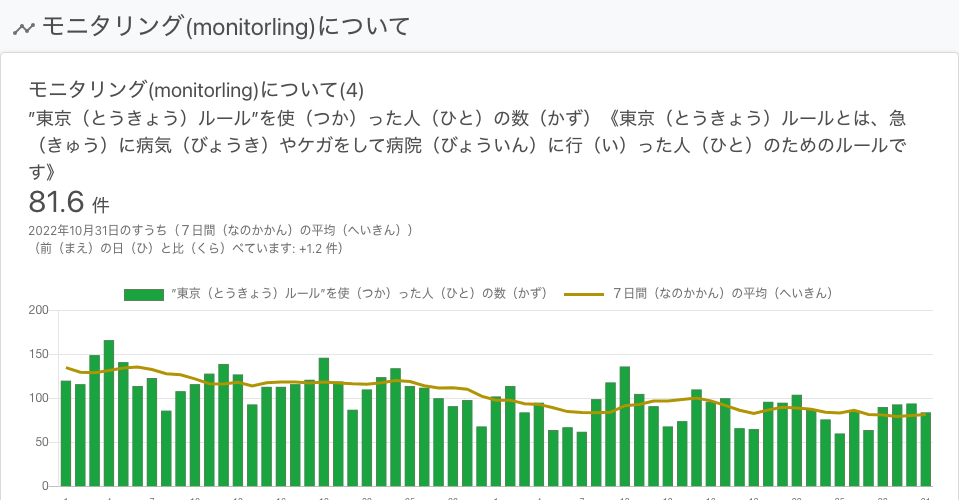 モニタリング(monitorling)について
モニタリング(monitorling)について(4)
”東京（とうきょう）ルール”を使（つか）った人（ひと）の数（かず）《東京（とうきょう）ルールとは、急
（きゅう）に病気（びょうき）やケガをして病院（びょういん）に行（い）った人（ひと）のためのルールで
す》
81.6 件
2022年10月31日のすうち（７日間（なのかかん）の平均（へいきん））
（前（まえ）の日（ひ）と比（くら）べています: +1.2 件）
”東京（とうきょう）ルール”を使（つか）った人（ひと）の数（かず） ７日間（なのかかん）の平均（へいきん）
200
150
100
50
0